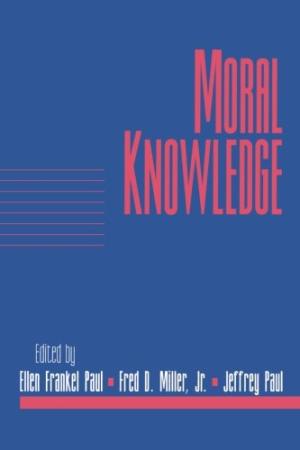 MORAL
KNOWLEDGE
Edited by
Ellen Frankel Paul ▪ Fred D. Miller, Jr. ▪ Jeffrey Paul